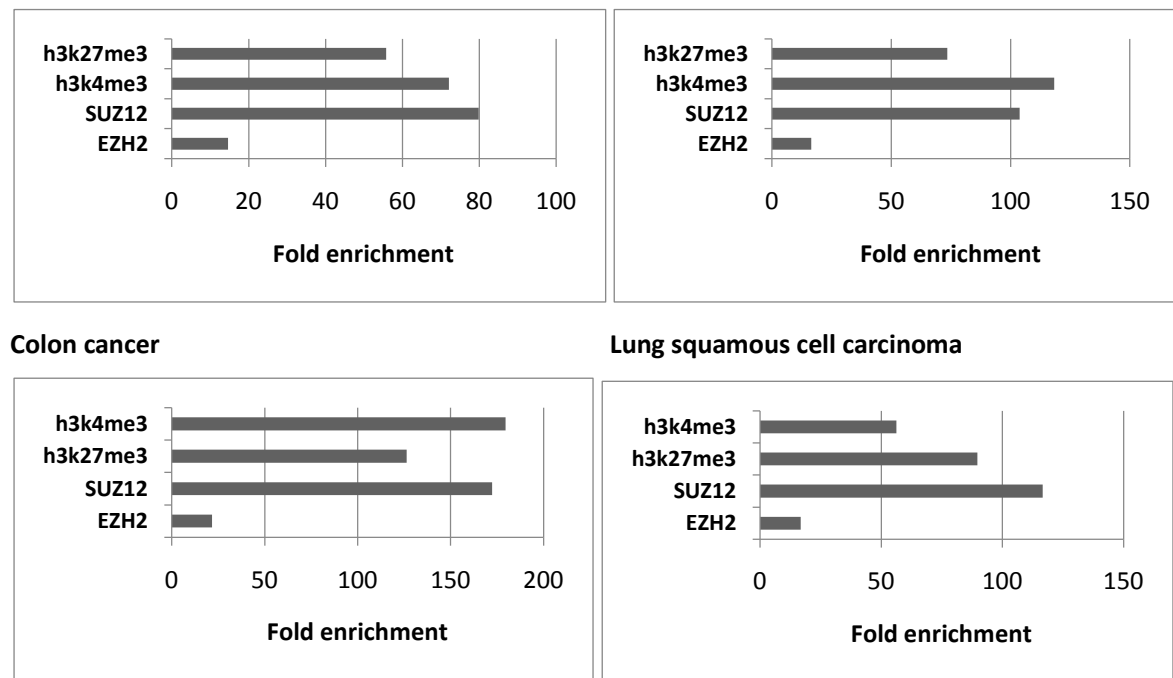 h3k27me3
h3k4me3
SUZ12
EZH2
0 20 40 60 80 100
Fold enrichment
h3k27me3
h3k4me3
SUZ12
EZH2
0 50 100 150
Fold enrichment
Colon cancer
Lung squamous cell carcinoma
h3k4me3
h3k27me3
SUZ12
EZH2
0 50 100 150 200
Fold enrichment
h3k4me3
h3k27me3
SUZ12
EZH2
0 50 100 150
Fold enrichment